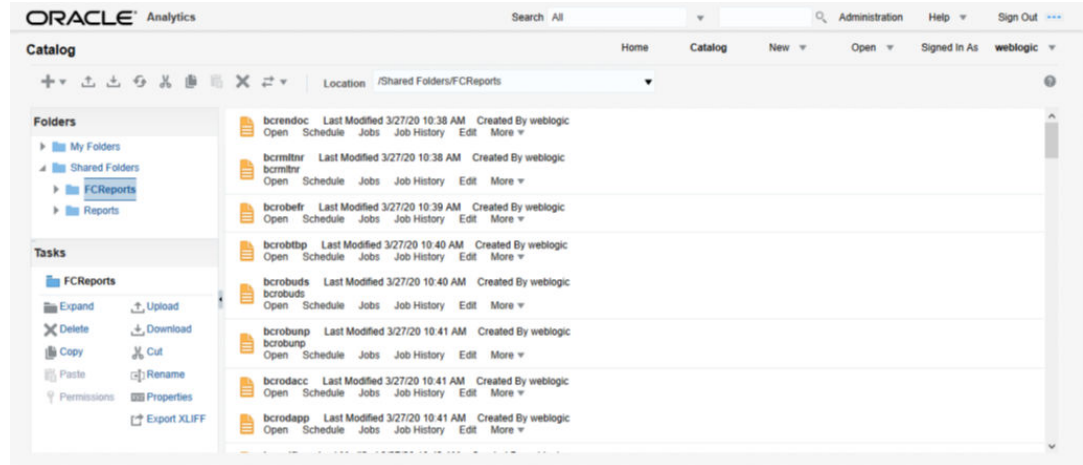 ORACLE Analytics Search All Administration Help Sign Out
Catalog Home Catalog New Open Signed In As weblogic
Location /Shared Folders/FCReports
Folders
My Folders
Shared Folders
FCReports
Reports
Tasks
FCReports
Expand Upload
Delete Download
Copy Cut
Paste Rename
Permissions Properties
Export XLIFF
bcrendoc Last Modified 3/27/20 10:38 AM Created By weblogic
Open Schedule Jobs Job History Edit More
bcrmltnr Last Modified 3/27/20 10:38 AM Created By weblogic
bcrmltnr
Open Schedule Jobs Job History Edit More
bcrobefr Last Modified 3/27/20 10:39 AM Created By weblogic
Open Schedule Jobs Job History Edit More
bcrobtbp Last Modified 3/27/20 10:40 AM Created By weblogic
Open Schedule Jobs Job History Edit More
bcrobuds Last Modified 3/27/20 10:40 AM Created By weblogic
bcrobuds
Open Schedule Jobs Job History Edit More
bcrobunp Last Modified 3/27/20 10:41 AM Created By weblogic
bcrobunp
Open Schedule Jobs Job History Edit More
bcrodacc Last Modified 3/27/20 10:41 AM Created By weblogic
Open Schedule Jobs Job History Edit More
bcrodapp Last Modified 3/27/20 10:41 AM Created By weblogic
Open Schedule Jobs Job History Edit More